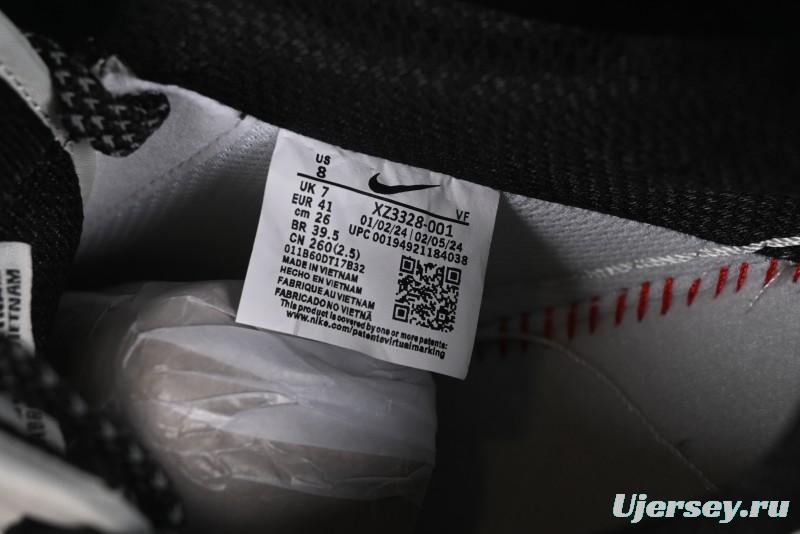 US
8
UK 7
EUR 41
cm 26
BR 39.5
CN 260(2.5)
011B60DT17B32
MADE IN VIETNAM
HECHO EN VIETNAM
FABRIQUE AU VIETNAM
FABRICADO NO VIETNÃ
This product is covered by one or more patents:
www.nike.com/patentsvirtualmarking
VF
XZ3328-001
01/02/24 | 02/05/24
UPC 00194921184038
Ujersey.ru